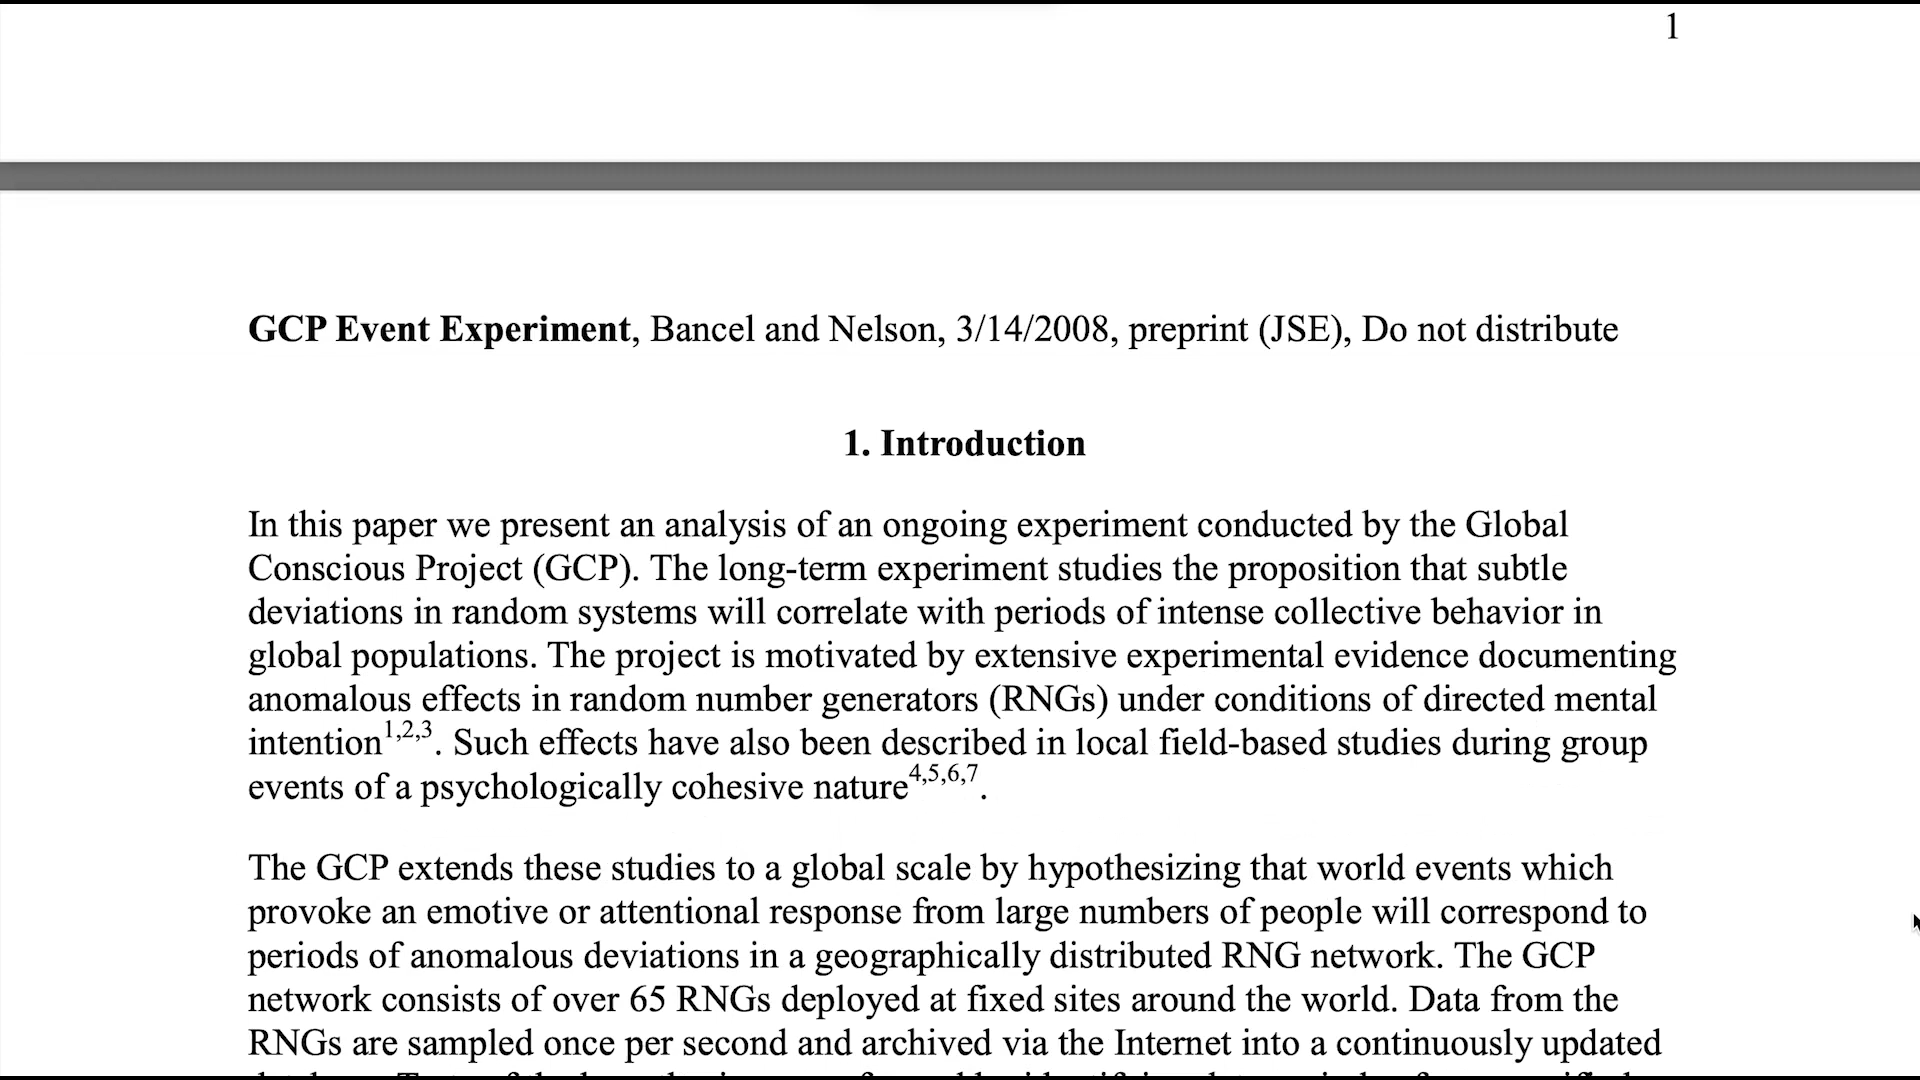 1
GCP Event Experiment, Bancel and Nelson, 3/14/2008, preprint (JSE), Do not distribute
1. Introduction
In this paper we present an analysis of an ongoing experiment conducted by the Global
Conscious Project (GCP). The long-term experiment studies the proposition that subtle
deviations in random systems will correlate with periods of intense collective behavior in
global populations. The project is motivated by extensive experimental evidence documenting
anomalous effects in random number generators (RNGs) under conditions of directed mental
intention1,2,3. Such effects have also been described in local field-based studies during group
events of a psychologically cohesive nature4,5,6,7.
The GCP extends these studies to a global scale by hypothesizing that world events which
provoke an emotive or attentional response from large numbers of people will correspond to
periods of anomalous deviations in a geographically distributed RNG network. The GCP
network consists of over 65 RNGs deployed at fixed sites around the world. Data from the
RNGs are sampled once per second and archived via the Internet into a continuously updated